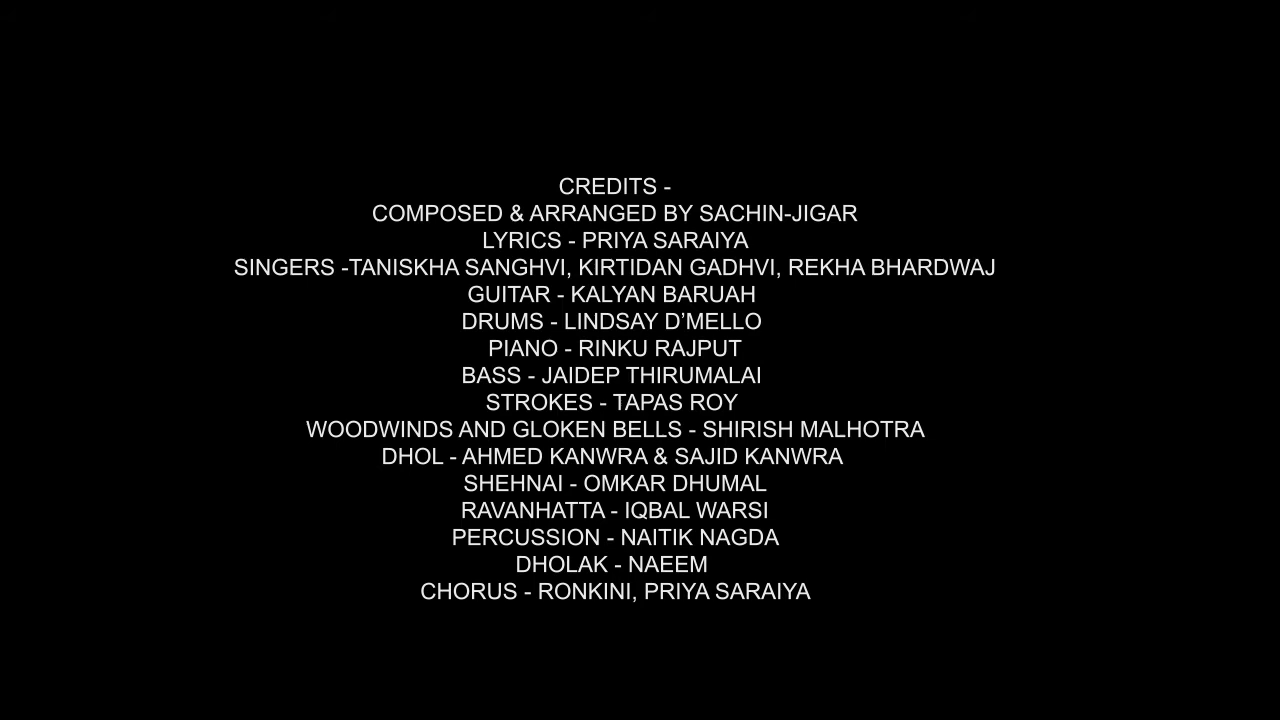 CREDITS -
COMPOSED & ARRANGED BY SACHIN-JIGAR
LYRICS - PRIYA SARAIYA
SINGERS -TANISKHA SANGHVI, KIRTIDAN GADHVI, REKHA BHARDWAJ
GUITAR - KALYAN BARUAH
DRUMS - LINDSAY D’MELLO
PIANO - RINKU RAJPUT
BASS - JAIDEP THIRUMALAI
STROKES - TAPAS ROY
WOODWINDS AND GLOKEN BELLS - SHIRISH MALHOTRA
DHOL - AHMED KANWRA & SAJID KANWRA
SHEHNAI - OMKAR DHUMAL
RAVANHATTA - IQBAL WARSI
PERCUSSION - NAITIK NAGDA
DHOLAK - NAEEM
CHORUS - RONKINI, PRIYA SARAIYA